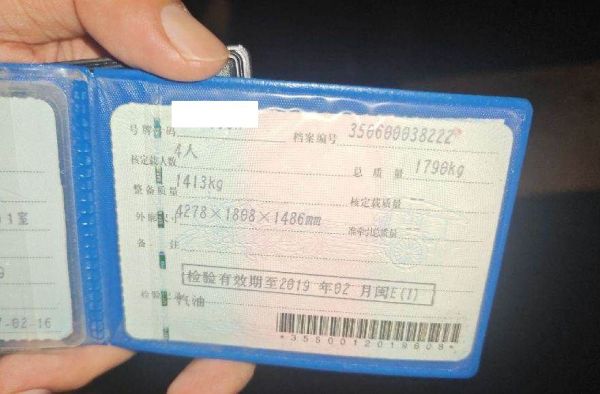 号牌号码
档案编号 350600038222
核定载人数 4人
总质量 1790kg
整备质量 1413kg
核定载质量
外廓尺寸 4278×1808×1486mm
准牵引总质量
备注
检验有效期至2019 年02 月闽E(1)
检验记录 汽油
*3550012019608*
11室
9
7-02-16